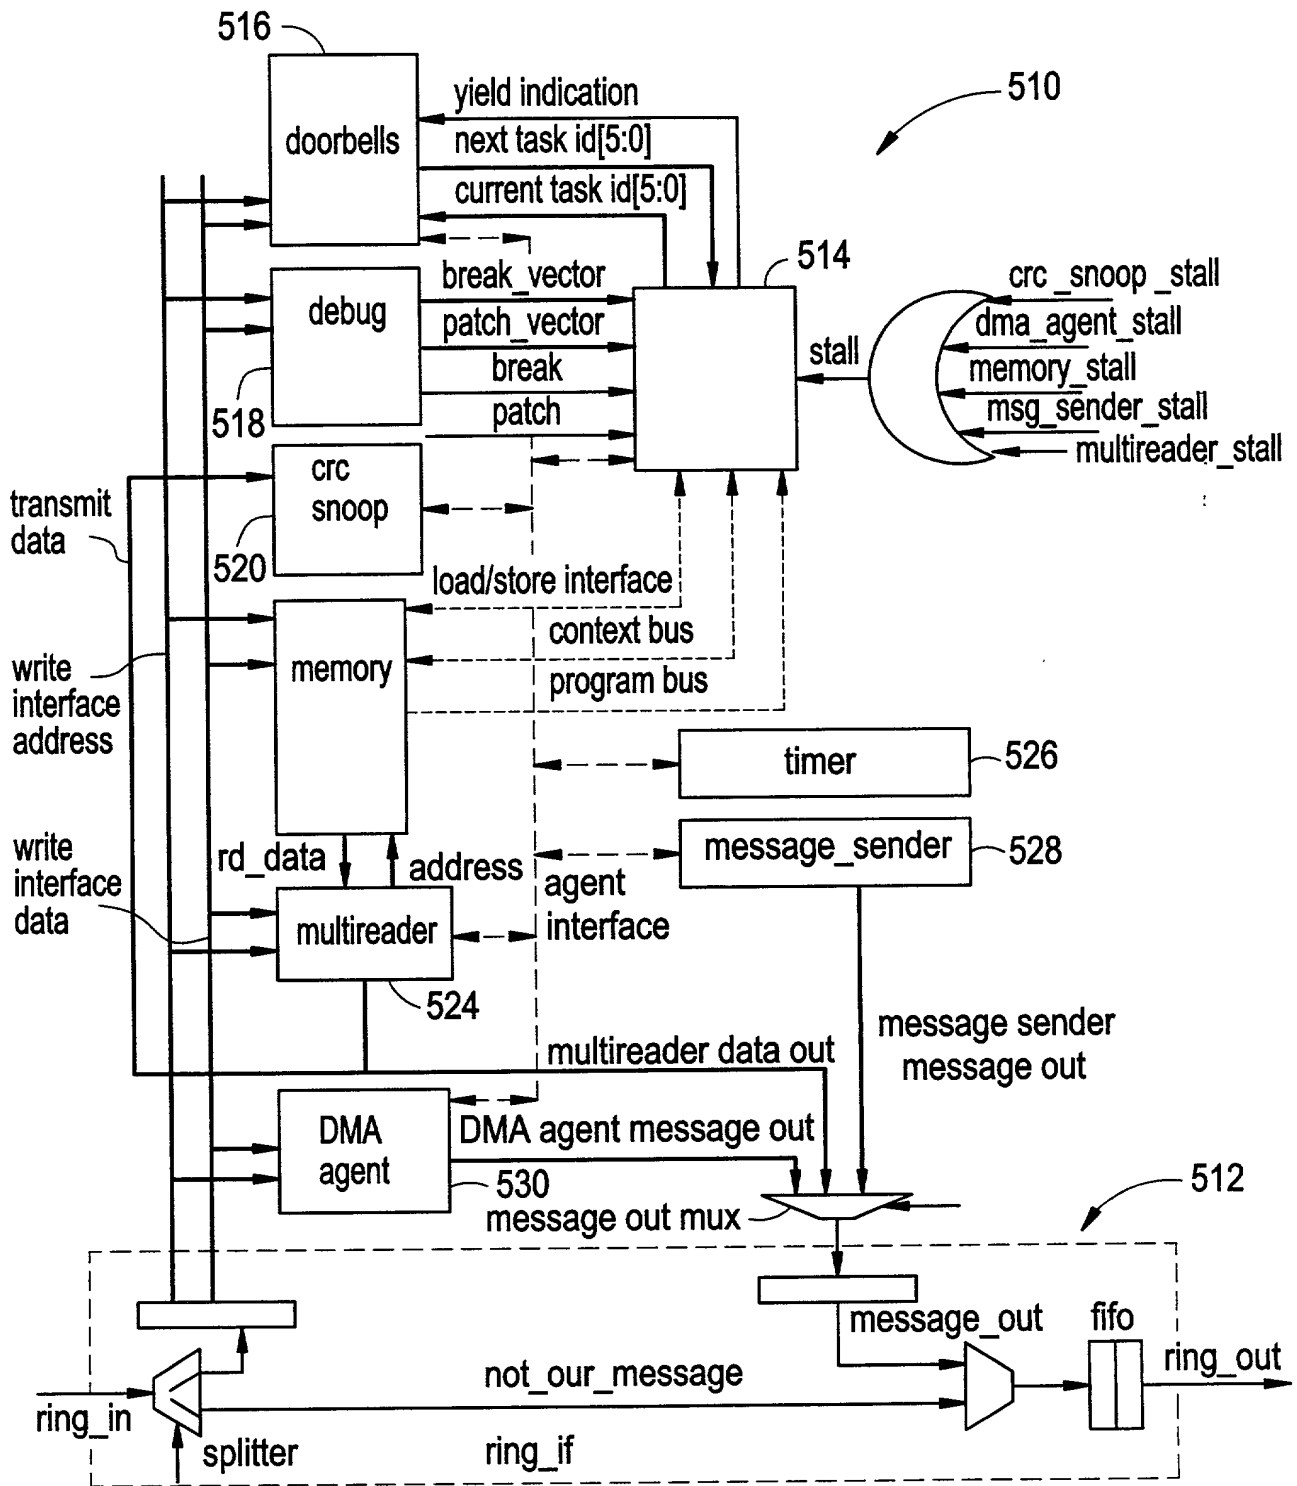 516
doorbells
yield indication
next task id[5:0]
current task id[5:0]
510
514
break_vector
debug
patch_vector
break
patch
518
stall
crc_snoop_stall
dma_agent_stall
memory_stall
msg_sender_stall
multireader_stall
crc
snoop
520
transmit
data
load/store interface
context bus
program bus
memory
write
interface
address
timer
526
message_sender
528
write
interface
data
rd_data
address
agent
interface
multireader
524
message sender
message out
multireader data out
DMA
agent
DMA agent message out
530
message out mux
512
message_out
fifo
ring_out
not_our_message
ring_in
splitter
ring_if